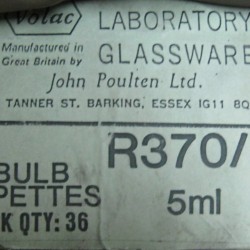 Volac
LABORATORY
Manufactured in
Great Britain by
GLASSWARE
John Poulten Ltd.
TANNER ST. BARKING, ESSEX IG11 8Q
BULB
PETTES
K QTY: 36
R370/
5ml